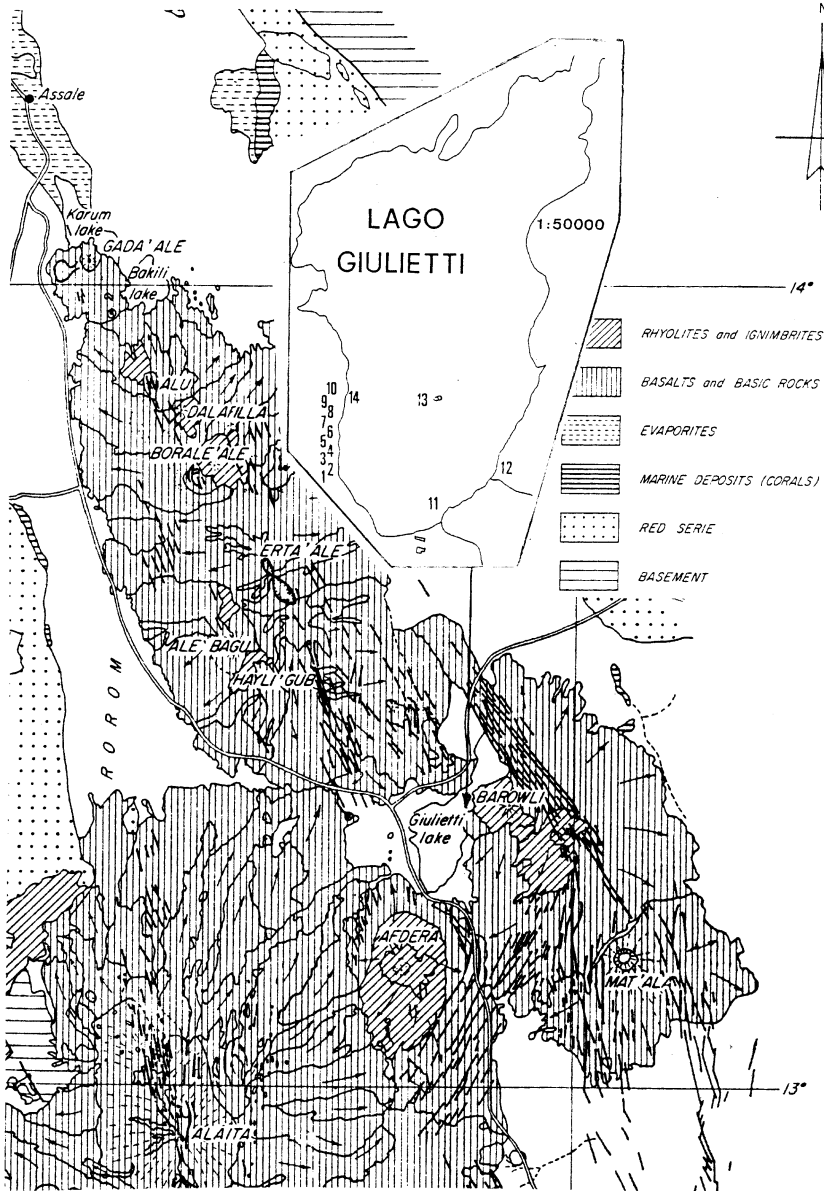 N
Assale
Karum
lake
GADA'ALE
Bakili
lake
14°
LAGO
GIULIETTI
1:50000
10
9
8
7
6
5
4
3
2
1
14
13
12
11
RHYOLITES and IGNIMBRITES
BASALTS and BASIC ROCKS
EVAPORITES
MARINE DEPOSITS (CORALS)
RED SERIE
BASEMENT
ALU
DALAFILLA
BORALE'ALE
ERTA'ALE
ALE'BAGU
HAYLI'GUB
ROROM
BAROWLI
Giulietti
lake
AFDERA
MAT'ALA
13°
ALAITA